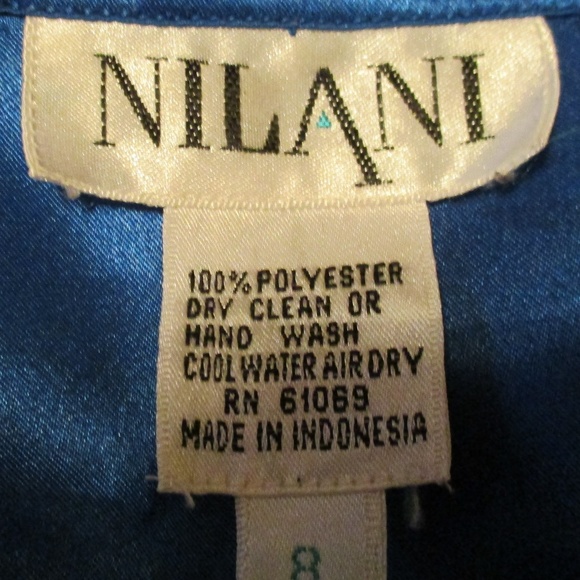 NILANI
100% POLYESTER
DRY CLEAN OR
HAND WASH
COOL WATER AIR DRY
RN 61069
MADE IN INDONESIA
8